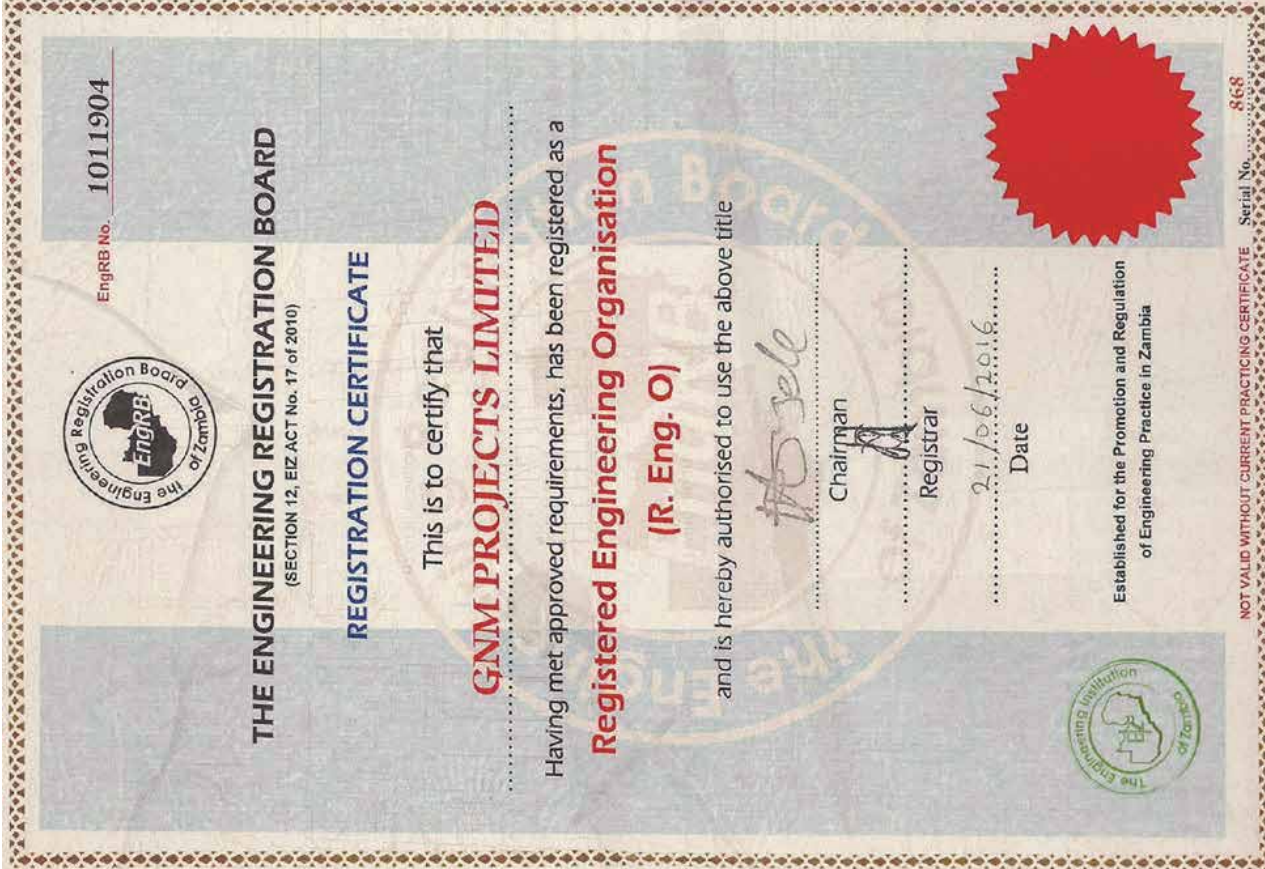 EngRB No. 1011904
the Engineering Registration Board
EngRB
of Zambia
THE ENGINEERING REGISTRATION BOARD
(SECTION 12, EIZ ACT No. 17 of 2010)
REGISTRATION CERTIFICATE
This is to certify that
GNM PROJECTS LIMITED
Having met approved requirements, has been registered as a
Registered Engineering Organisation
(R. Eng. O)
and is hereby authorised to use the above title
Chairman
Registrar
21/06/2016
Date
Established for the Promotion and Regulation
of Engineering Practice in Zambia
The Engineering Institution
EIZ
of Zambia
NOT VALID WITHOUT CURRENT PRACTICING CERTIFICATE
Serial No. 868